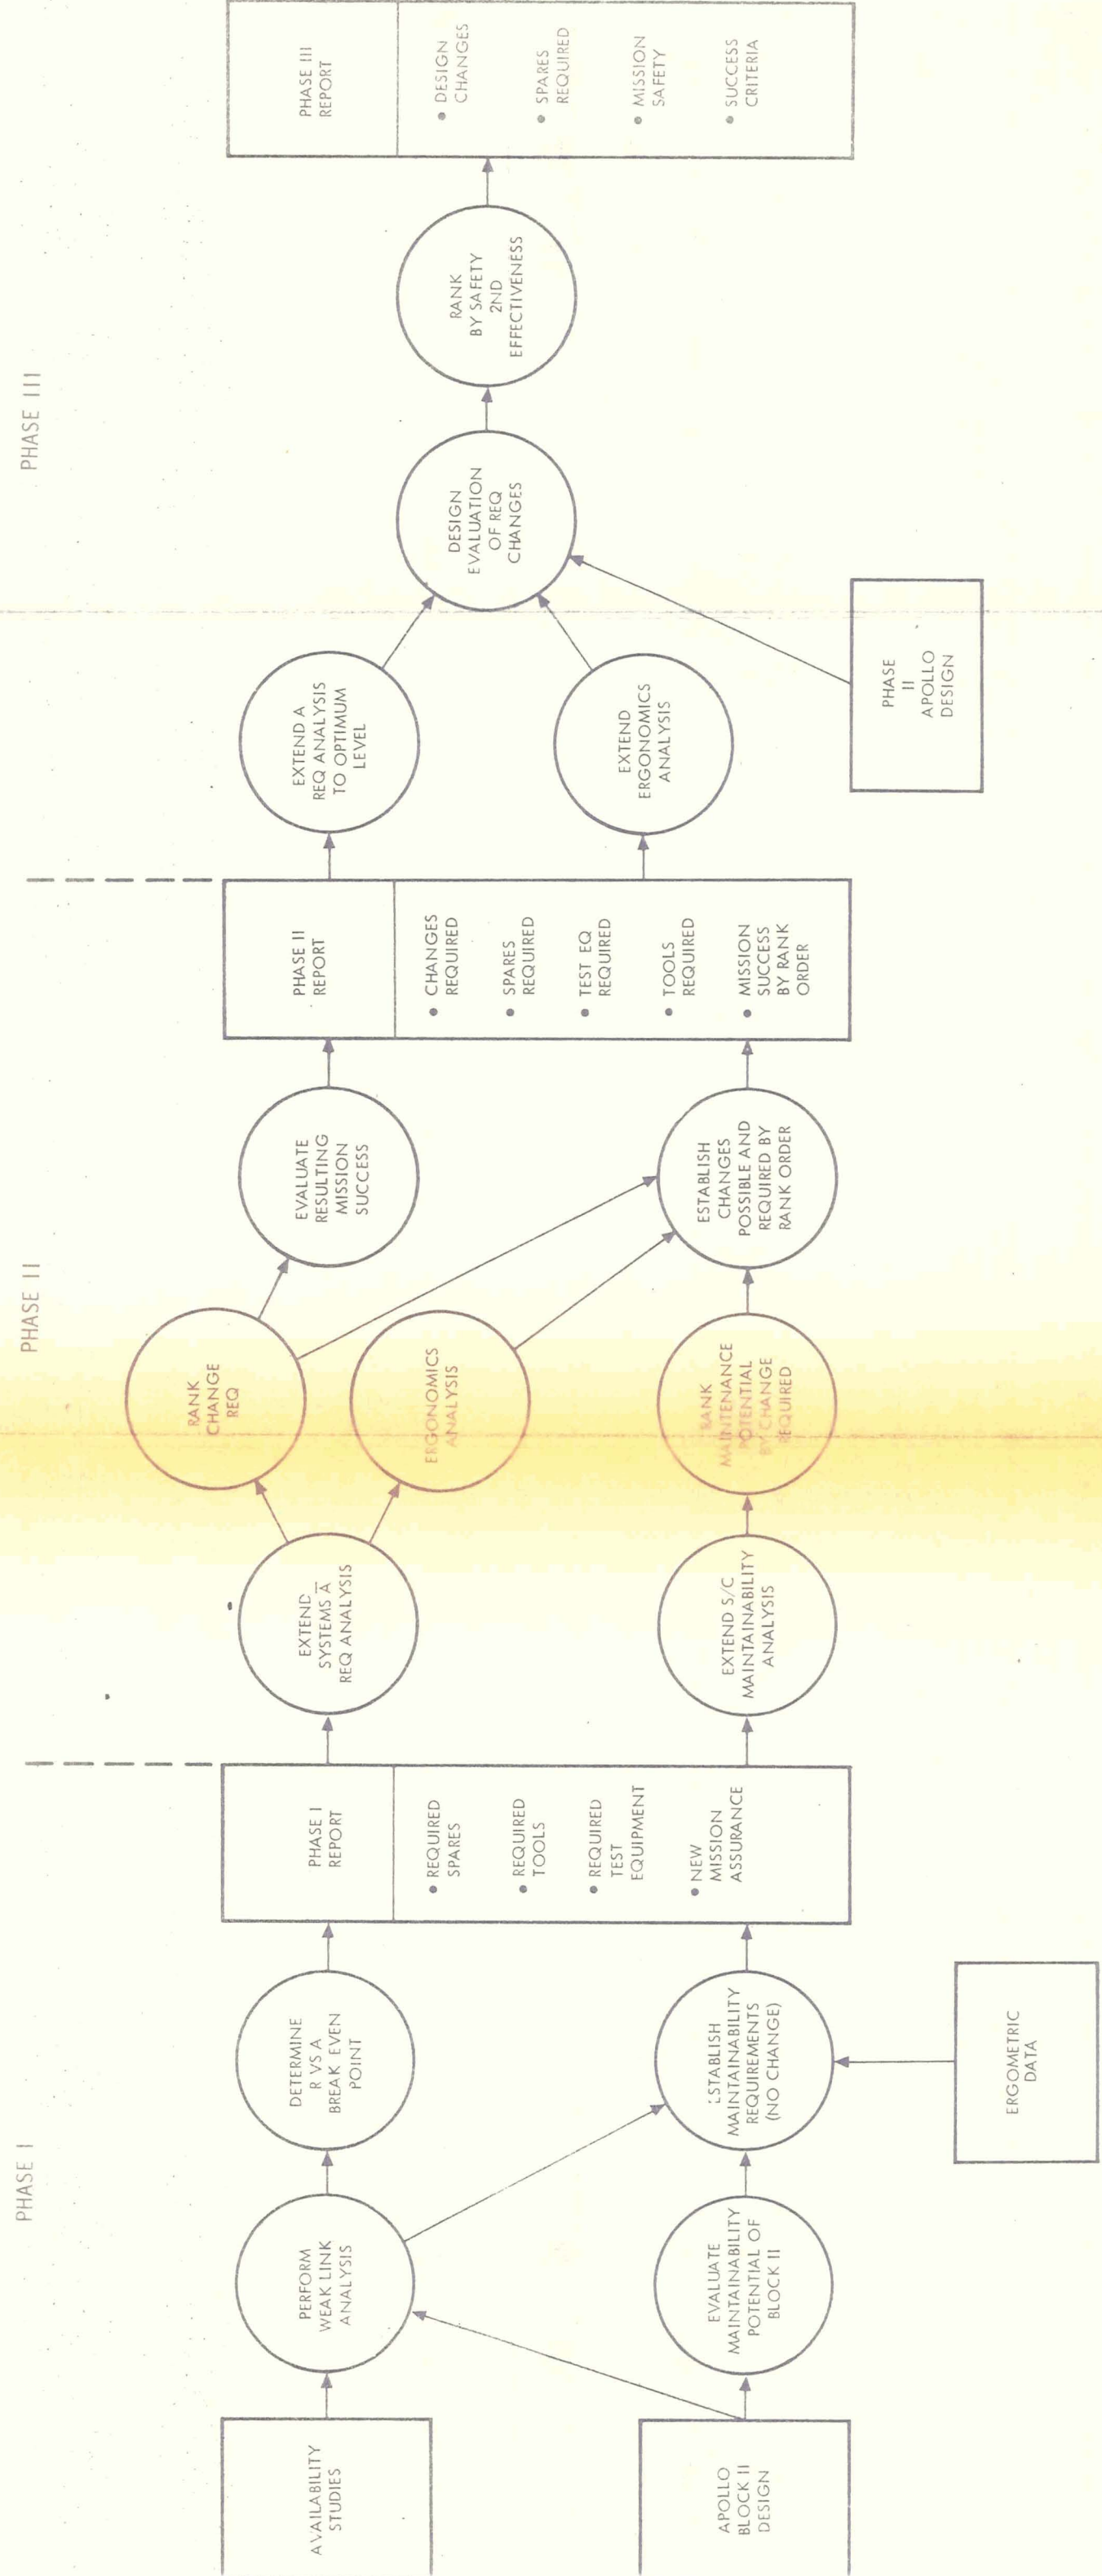 PHASE I
PHASE II
PHASE III
AVAILABILITY
STUDIES
APOLLO
BLOCK II
DESIGN
PERFORM
WEAK LINK
ANALYSIS
EVALUATE
MAINTAINABILITY
POTENTIAL OF
BLOCK II
DETERMINE
R VS A
BREAK EVEN
POINT
ESTABLISH
MAINTAINABILITY
REQUIREMENTS
(NO CHANGE)
ERGOMETRIC
DATA
PHASE I
REPORT
• REQUIRED
SPARES
• REQUIRED
TOOLS
• REQUIRED
TEST
EQUIPMENT
• NEW
MISSION
ASSURANCE
EXTEND
SYSTEMS A̅
REQ ANALYSIS
EXTEND S/C
MAINTAINABILITY
ANALYSIS
RANK
CHANGE
REQ
ERGONOMICS
ANALYSIS
RANK
MAINTENANCE
POTENTIAL
BY CHANGE
REQUIRED
EVALUATE
RESULTING
MISSION
SUCCESS
ESTABLISH
CHANGES
POSSIBLE AND
REQUIRED BY
RANK ORDER
PHASE II
REPORT
• CHANGES
REQUIRED
• SPARES
REQUIRED
• TEST EQ
REQUIRED
• TOOLS
REQUIRED
• MISSION
SUCCESS
BY RANK
ORDER
EXTEND A
REQ ANALYSIS
TO OPTIMUM
LEVEL
EXTEND
ERGONOMICS
ANALYSIS
PHASE
II
APOLLO
DESIGN
DESIGN
EVALUATION
OF REQ
CHANGES
RANK
BY SAFETY
2ND
EFFECTIVENESS
PHASE III
REPORT
• DESIGN
CHANGES
• SPARES
REQUIRED
• MISSION
SAFETY
• SUCCESS
CRITERIA